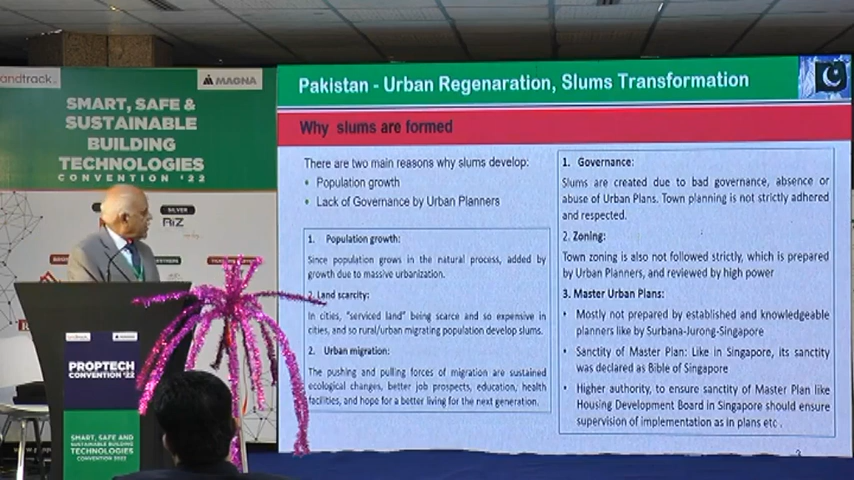 andtrack.
MAGNA
SMART, SAFE &
SUSTAINABLE
BUILDING
TECHNOLOGIES
CONVENTION '22
SILVER
RiZ
PROPTECH
CONVENTION '22
SMART, SAFE AND
SUSTAINABLE BUILDING
TECHNOLOGIES
CONVENTION 2022
Pakistan - Urban Regenaration, Slums Transformation
Why slums are formed
There are two main reasons why slums develop:
• Population growth
• Lack of Governance by Urban Planners
1. Population growth:
Since population grows in the natural process, added by
growth due to massive urbanization.
2. Land scarcity:
In cities, "serviced land" being scarce and so expensive in
cities, and so rural/urban migrating population develop slums.
2. Urban migration:
The pushing and pulling forces of migration are sustained
ecological changes, better job prospects, education, health
facilities, and hope for a better living for the next generation.
1. Governance:
Slums are created due to bad governance, absence or
abuse of Urban Plans. Town planning is not strictly adhered
and respected.
2. Zoning:
Town zoning is also not followed strictly, which is prepared
by Urban Planners, and reviewed by high power
3. Master Urban Plans:
• Mostly not prepared by established and knowledgeable
planners like by Surbana-Jurong-Singapore
• Sanctity of Master Plan: Like in Singapore, its sanctity
was declared as Bible of Singapore
• Higher authority, to ensure sanctity of Master Plan like
Housing Development Board in Singapore should ensure
supervision of implementation as in plans etc .
3